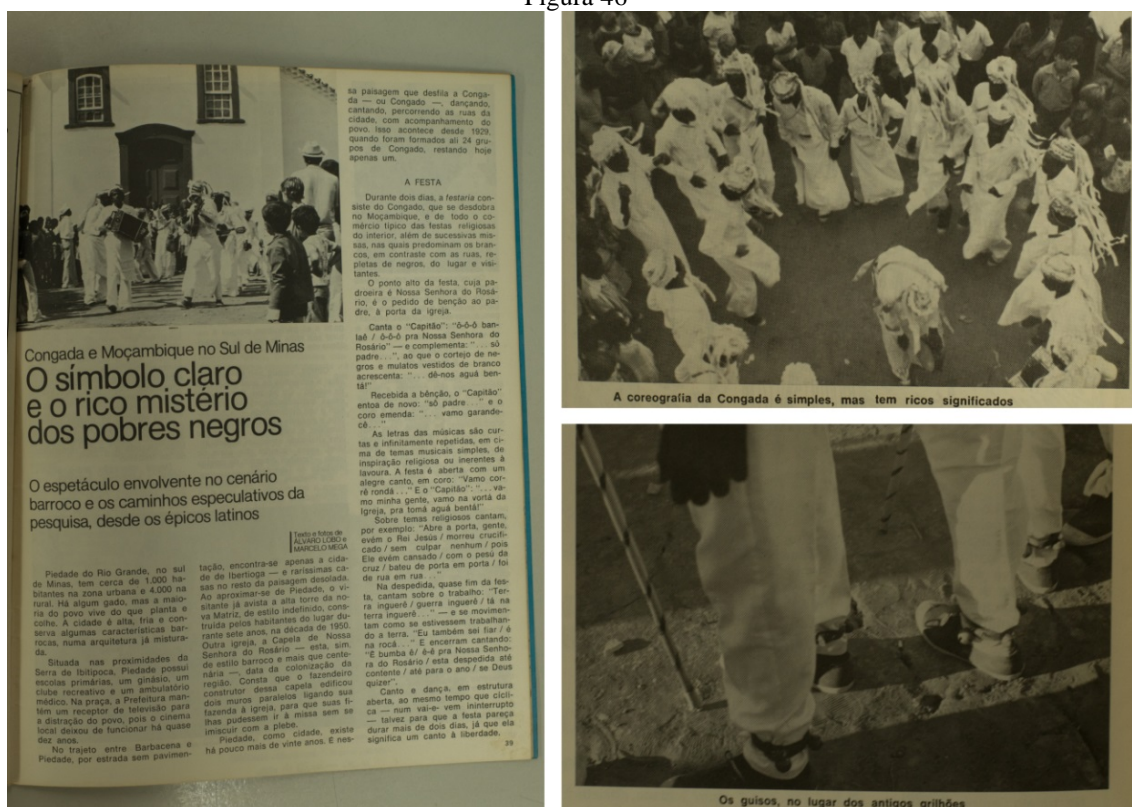 Figura 46
Congada e Moçambique no Sul de Minas
O símbolo claro
e o rico mistério
dos pobres negros
O espetáculo envolvente no cenário
barroco e os caminhos especulativos da
pesquisa, desde os épicos latinos
Texto e fotos de
ÁLVARO LOBO e
MARCELO MEGA
Piedade do Rio Grande, no sul
de Minas, tem cerca de 1.000 ha-
bitantes na zona urbana e 4.000 na
rural. Há algum gado, mas a maio-
ria do povo vive do que planta e
colhe. A cidade é alta, fria e con-
serva algumas características bar-
rocas, numa arquitetura já mistura-
da.
Situada nas proximidades da
Serra de Ibitipoca, Piedade possui
escolas primárias, um ginásio, um
clube recreativo e um ambulatório
médico. Na praça, a Prefeitura man-
têm um receptor de televisão para
a distração do povo, pois o cinema
local deixou de funcionar há quase
dez anos.
No trajeto entre Barbacena e
Piedade, por estrada sem pavimen-
tação, encontra-se apenas a cida-
de de Ibertioga — e raríssimas ca-
sas no resto da paisagem desolada.
Ao aproximar-se de Piedade, o vi-
sitante já avista a alta torre da no-
va Matriz, de estilo indefinido, cons-
truída pelos habitantes do lugar du-
rante sete anos, na década de 1950.
Outra igreja, a Capela de Nossa
Senhora do Rosário — esta, sim,
de estilo barroco e mais que cente-
nária —, data da colonização da
região. Consta que o fazendeiro
construtor dessa capela edificou
dois muros paralelos ligando sua
fazenda à igreja, para que suas fi-
lhas pudessem ir à missa sem se
imiscuir com a plebe.
Piedade, como cidade, existe
há pouco mais de vinte anos. E nes-
sa paisagem que desfila a Conga-
da — ou Congado —, dançando,
cantando, percorrendo as ruas da
cidade, com acompanhamento do
povo. Isso acontece desde 1929,
quando foram formados ali 24 gru-
pos de Congado, restando hoje
apenas um.
A FESTA
Durante dois dias, a festaria con-
siste do Congado, que se desdobra
no Moçambique, e de todo o co-
mércio típico das festas religiosas
do interior, além de sucessivas mis-
sas, nas quais predominam os bran-
cos, em contraste com as ruas, re-
pletas de negros, do lugar e visi-
tantes.
O ponto alto da festa, cuja pa-
droeira é Nossa Senhora do Rosá-
rio, é o pedido de benção ao pa-
dre, à porta da igreja.
Canta o "Capitão": "ô-ô-ô ban-
laê / ô-ô-ô pra Nossa Senhora do
Rosário" — e complementa: "... sô
padre...", ao que o cortejo de ne-
gros e mulatos vestidos de branco
acrescenta: "... dê-nos aguá ben-
tá!"
Recebida a bênção, o "Capitão"
entoa de novo: "sô padre..." e o
coro emenda: "... vamo garande-
cê..."
As letras das músicas são cur-
tas e infinitamente repetidas, em ci-
ma de temas musicais simples, de
inspiração religiosa ou inerentes à
lavoura. A festa é aberta com um
alegre canto, em coro: "Vamo cor-
rê rondá..." E o "Capitão": "... va-
mo minha gente, vamo na vortá da
Igreja, pra tomá aguá bentá!"
Sobre temas religiosos cantam,
por exemplo: "Abre a porta, gente,
evém o Rei Jesús / morreu crucifi-
cado / sem culpar nenhum / pois
Ele evém cansado / com o pesù da
cruz / bateu de porta em porta / foi
de rua em rua..."
Na despedida, quase fim da fes-
ta, cantam sobre o trabalho: "Ter-
ra inguerê / guerra inguerê / tá na
terra inguerê..." — e se movimen-
tam como se estivessem trabalhan-
do a terra, "Eu também sei fiar / é
na rocá..." E encerram cantando:
"É bumba ê/ ê-ê pra Nossa Senho-
ra do Rosário / esta despedida até
contente / até para o ano / se Deus
quizer".
Canto e dança, em estrutura
aberta, ao mesmo tempo que cícli-
ca — num vai-e-vem ininterrupto
— talvez para que a festa pareça
durar mais de dois dias, já que ela
significa um canto à liberdade.
39
A coreografia da Congada é simples, mas tem ricos significados
Os guisos, no lugar dos antigos grilhões